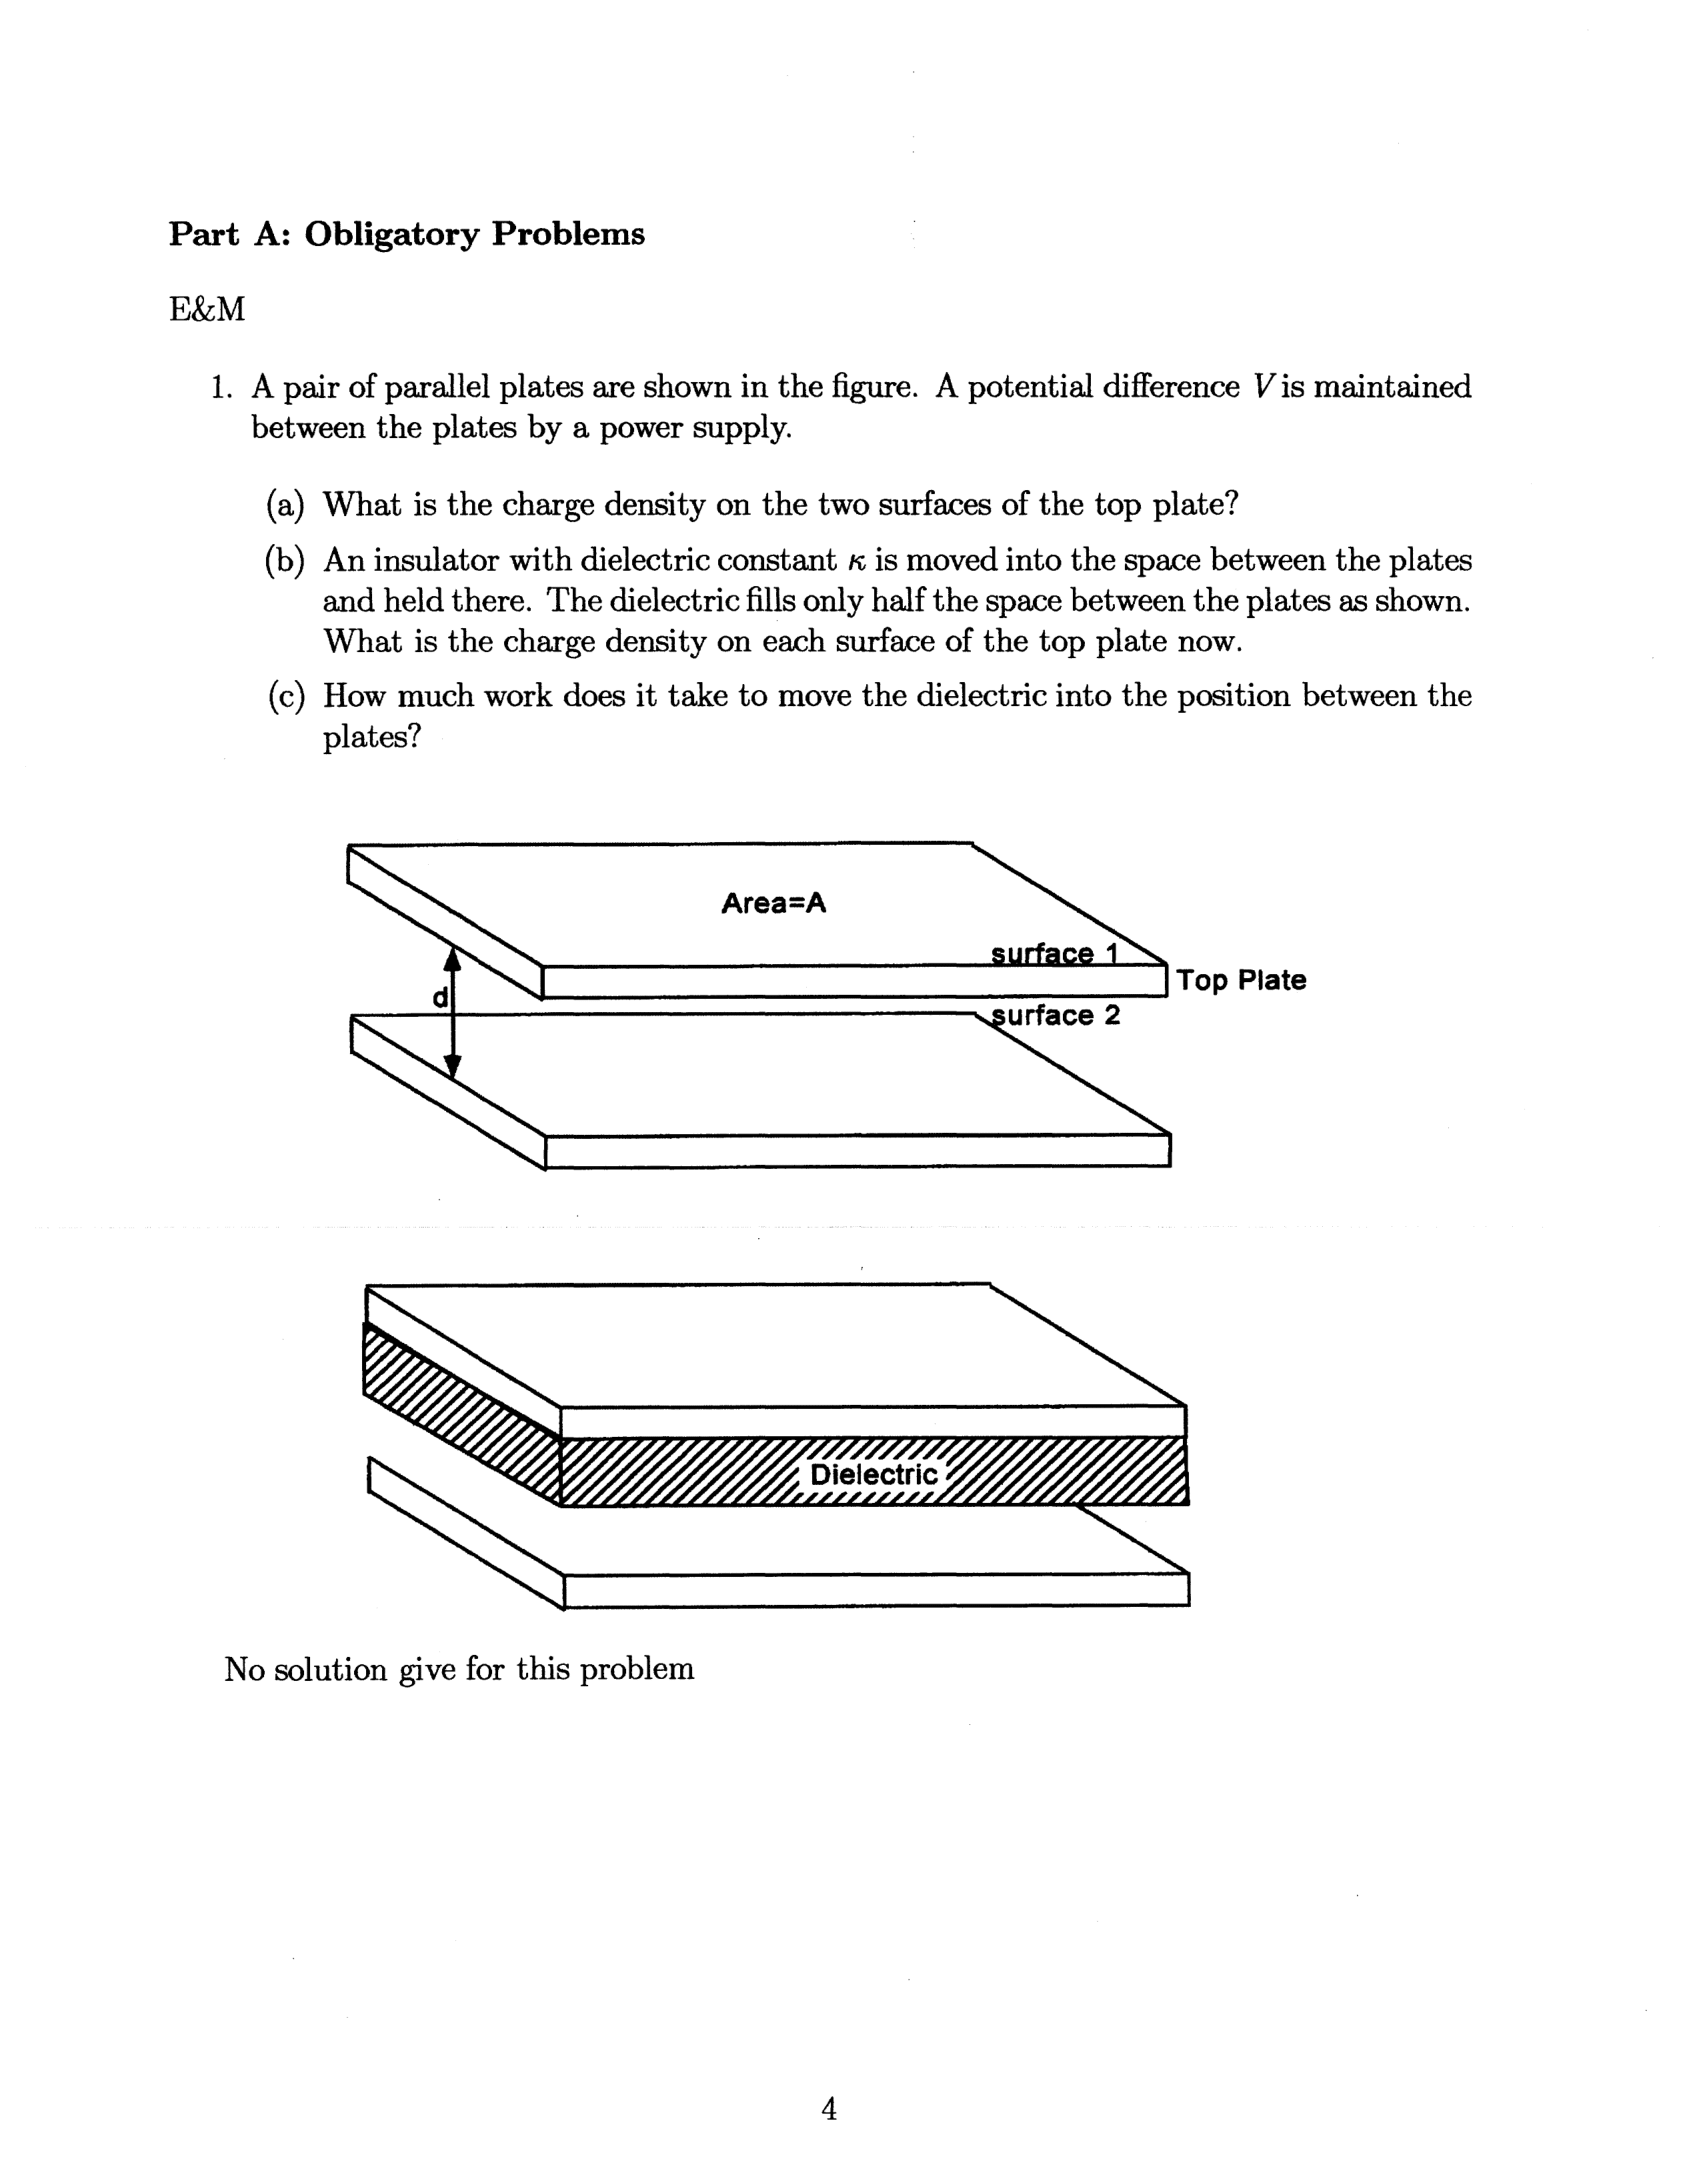 Part A: Obligatory Problems
E&M
1. A pair of parallel plates are shown in the figure. A potential difference V is maintained
between the plates by a power supply.
(a) What is the charge density on the two surfaces of the top plate?
(b) An insulator with dielectric constant κ is moved into the space between the plates
and held there. The dielectric fills only half the space between the plates as shown.
What is the charge density on each surface of the top plate now.
(c) How much work does it take to move the dielectric into the position between the
plates?
Area=A
surface 1
Top Plate
d
surface 2
Dielectric
No solution give for this problem
4